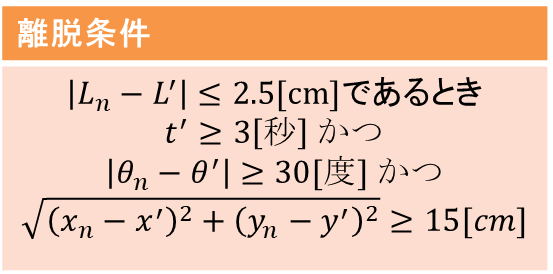 離脱条件
|Lₙ − L′| ≤ 2.5[cm]であるとき
t′ ≥ 3[秒] かつ
|θₙ − θ′| ≥ 30[度] かつ
√(xₙ − x′)² + (yₙ − y′)² ≥ 15[cm]